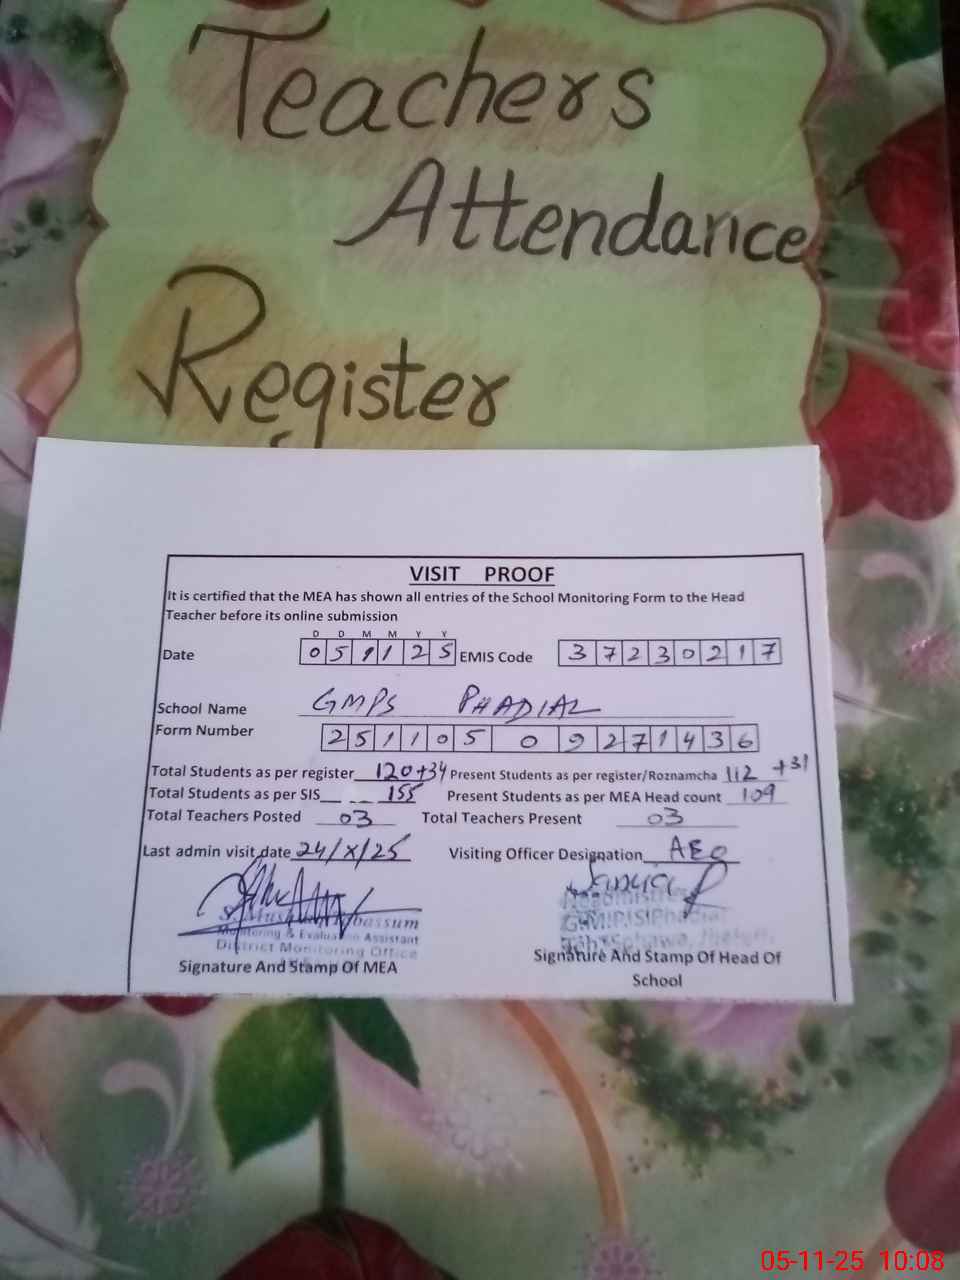 Teachers
Attendance
Register
VISIT PROOF
It is certified that the MEA has shown all entries of the School Monitoring Form to the Head
Teacher before its online submission
D D M M Y Y
Date 0 5 1 1 2 5 EMIS Code 3 7 2 3 0 2 1 7
School Name GMPS PHADIAL
Form Number 2 5 1 1 0 5 0 9 2 7 1 4 3 6
Total Students as per register 120+34 Present Students as per register/Roznamcha 112 +31
Total Students as per SIS 155 Present Students as per MEA Head count 109
Total Teachers Posted 03 Total Teachers Present 03
Last admin visit date 24/X/25 Visiting Officer Designation AEO
Monitoring & Evaluation Assistant
District Monitoring Office
Signature And Stamp Of MEA
Signature And Stamp Of Head Of
School
05-11-25 10:08